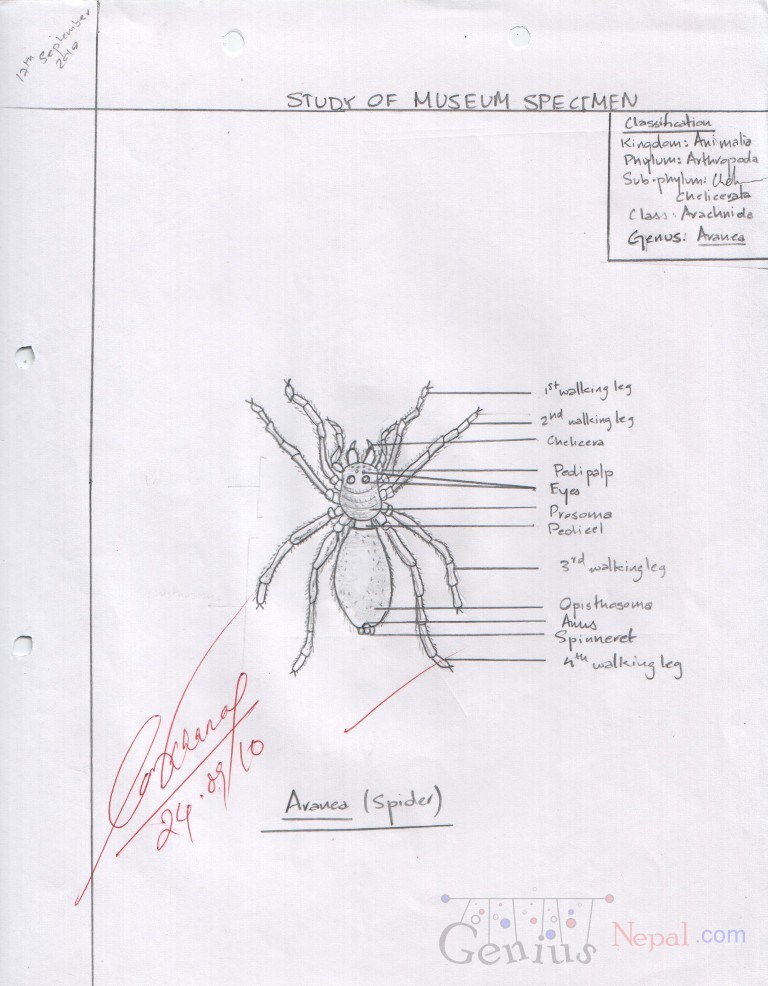 12th September
2010
STUDY OF MUSEUM SPECIMEN
Classification
Kingdom: Animalia
Phylum: Arthropoda
Sub-phylum:
Chelicerata
Class: Arachnida
Genus: Aranea
1st walking leg
2nd walking leg
Chelicera
Pedipalp
Eyes
Prosoma
Pedicel
3rd walking leg
Opisthosoma
Anus
Spinneret
4th walking leg
24.09/10
Aranea (Spider)
Genius Nepal.com